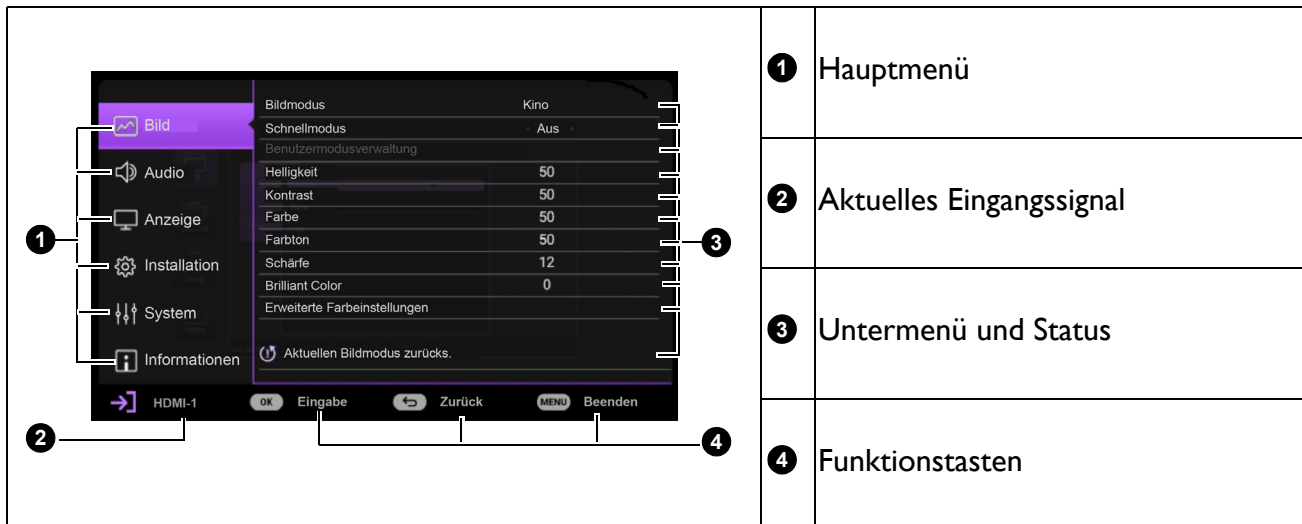 Bild
Audio
Anzeige
Installation
System
Informationen
Bildmodus Kino
Schnellmodus Aus
Benutzermodusverwaltung
Helligkeit 50
Kontrast 50
Farbe 50
Farbton 50
Schärfe 12
Brilliant Color 0
Erweiterte Farbeinstellungen
Aktuellen Bildmodus zurücks.
HDMI-1 OK Eingabe Zurück MENU Beenden
1
3
2
4
1 Hauptmenü
2 Aktuelles Eingangssignal
3 Untermenü und Status
4 Funktionstasten